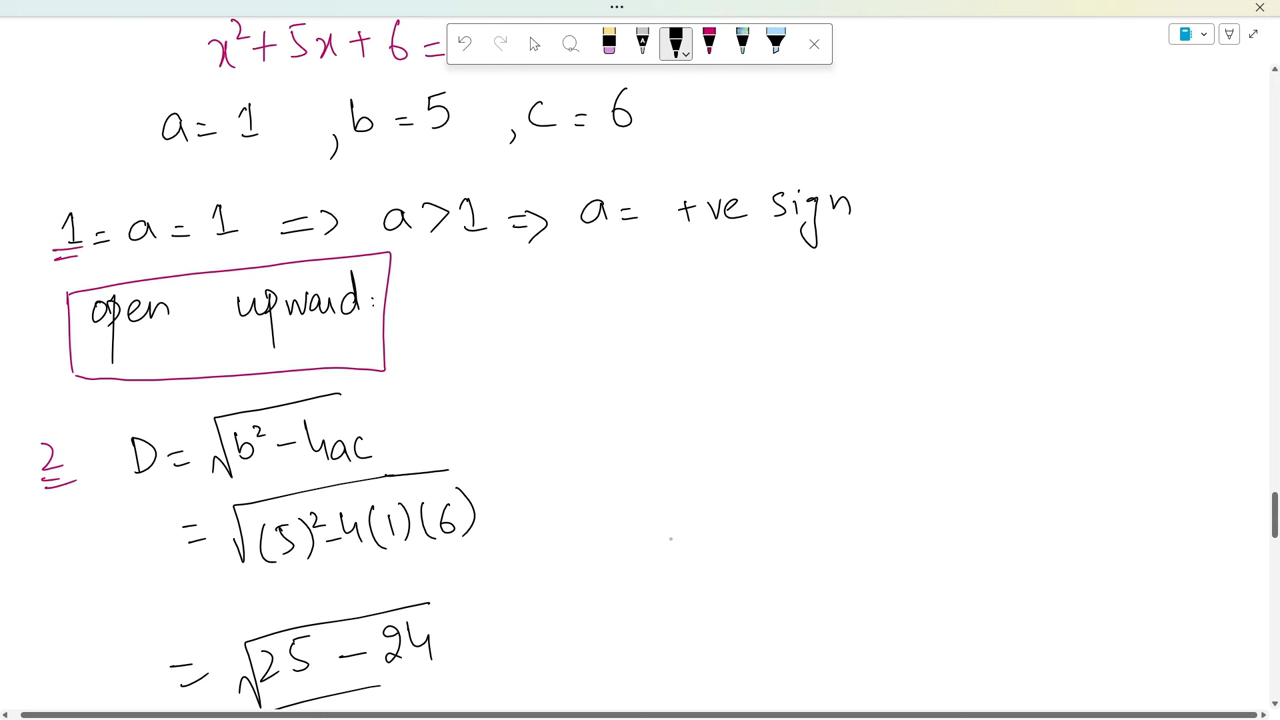 x²+5x+6=
a=1 , b=5 , c=6
1= a=1 => a>1 => a= +ve sign
open upward.
2 D= √b²-4ac
= √(5)²-4(1)(6)
= √25-24